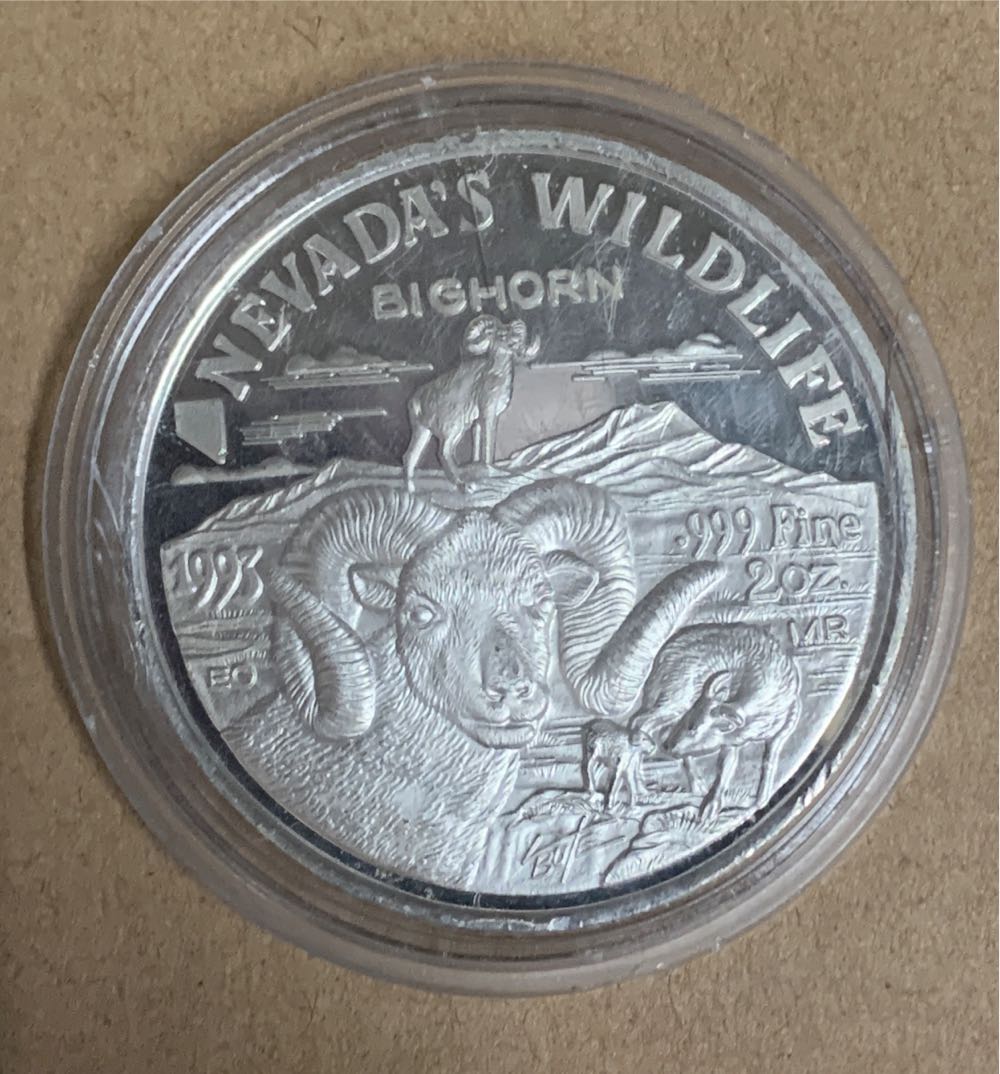 NEVADA'S WILDLIFE
BIGHORN
1993
.999 Fine
2 OZ.
MR
EO